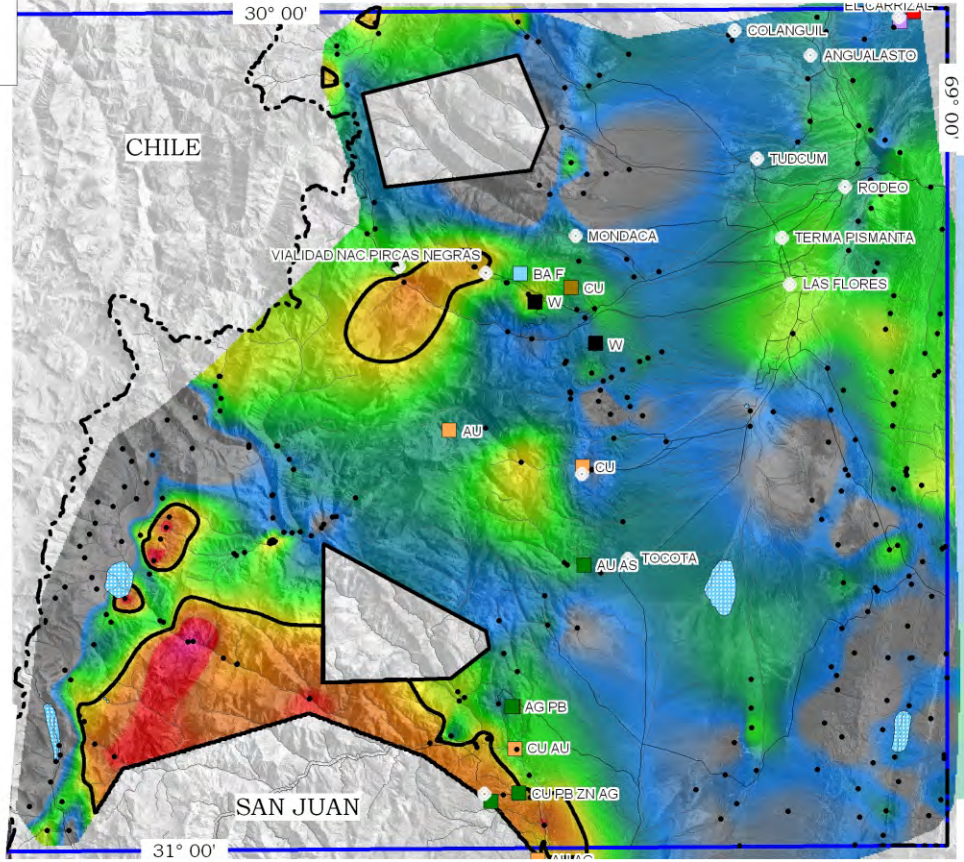 EL CARRIZAL
30° 00'
COLANGUIL
ANGUALASTO
69° 00'
CHILE
TUDCUM
RODEO
MONDACA
TERMA PISMANTA
VIALIDAD NAC.PIRCAS NEGRAS
BA F
LAS FLORES
CU
W
W
AU
CU
AU AS
TOCOTA
AG PB
CU AU
CU PB ZN AG
SAN JUAN
31° 00'
AU AG